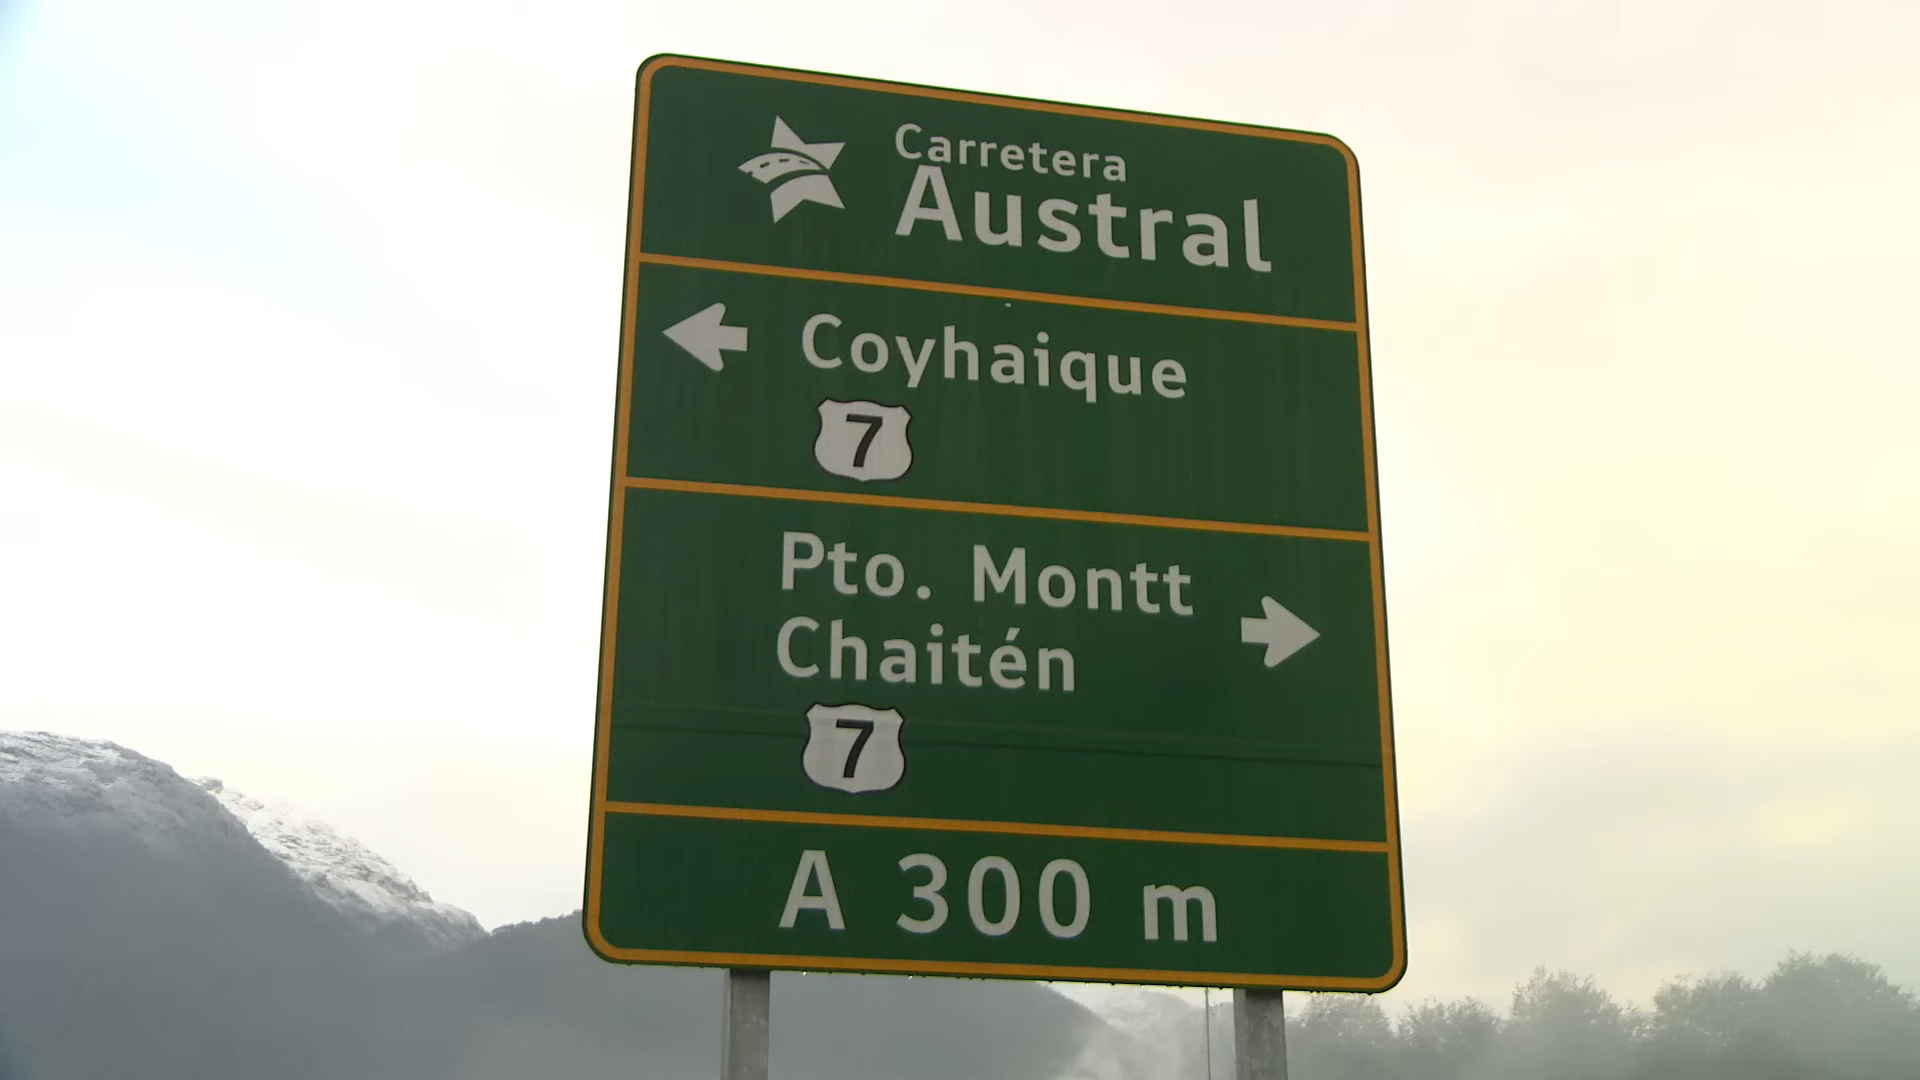 Carretera
Austral
Coyhaique
7
Pto. Montt
Chaitén
7
A 300 m